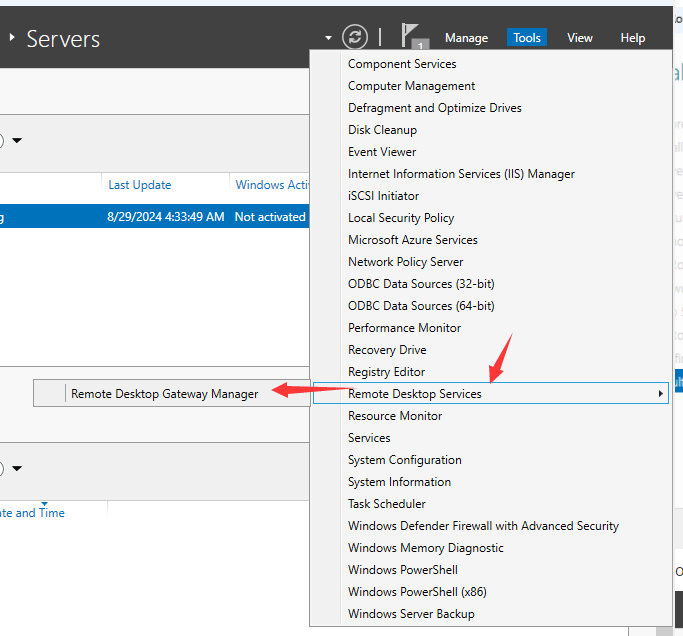 Servers
1
Manage
Tools
View
Help
Component Services
Computer Management
Defragment and Optimize Drives
Disk Cleanup
Event Viewer
Internet Information Services (IIS) Manager
iSCSI Initiator
Local Security Policy
Microsoft Azure Services
Network Policy Server
ODBC Data Sources (32-bit)
ODBC Data Sources (64-bit)
Performance Monitor
Recovery Drive
Registry Editor
Remote Desktop Services
Resource Monitor
Services
System Configuration
System Information
Task Scheduler
Windows Defender Firewall with Advanced Security
Windows Memory Diagnostic
Windows PowerShell
Windows PowerShell (x86)
Windows Server Backup
Last Update
Windows Acti
g
8/29/2024 4:33:49 AM
Not activated
Remote Desktop Gateway Manager
ate and Time